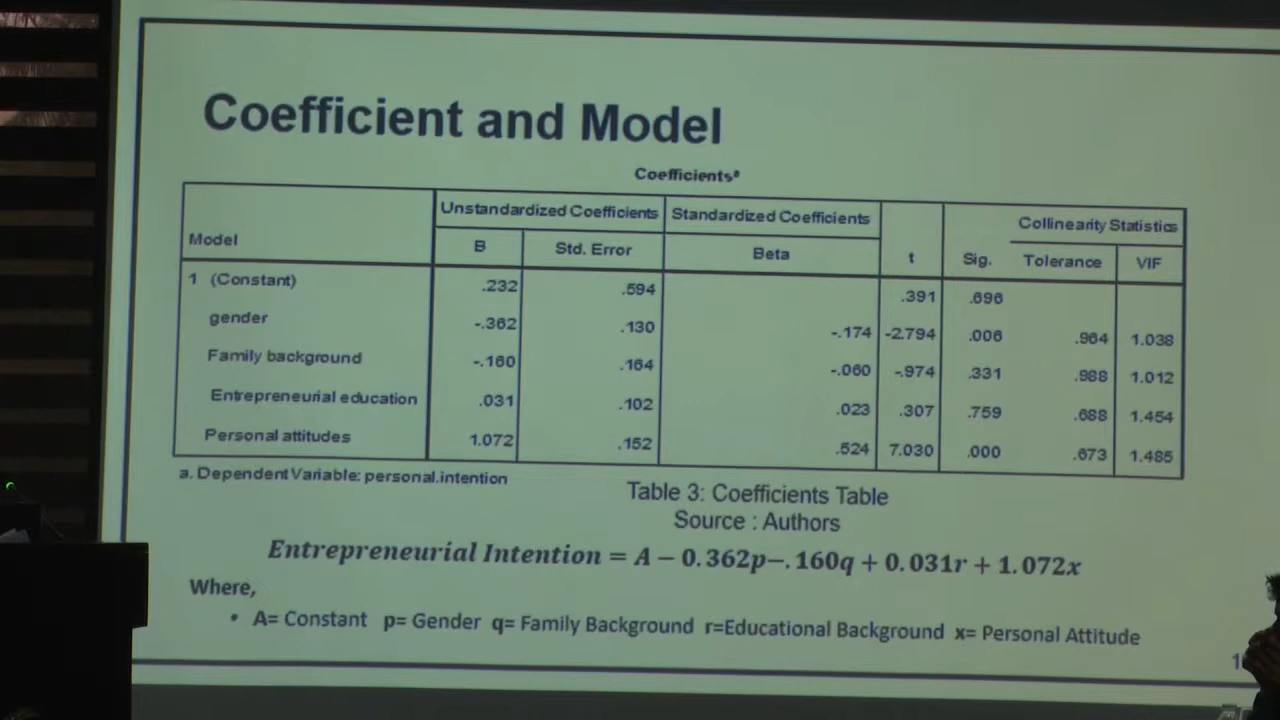 Coefficient and Model
Coefficientsᵃ
Model Unstandardized Coefficients Standardized Coefficients t Sig. Collinearity Statistics
B Std. Error Beta Tolerance VIF
1 (Constant) .232 .594 .391 .696
gender -.362 .130 -.174 -2.794 .006 .964 1.038
Family background -.160 .164 -.060 -.974 .331 .988 1.012
Entrepreneurial education .031 .102 .023 .307 .759 .688 1.454
Personal attitudes 1.072 .152 .524 7.030 .000 .673 1.485
a. Dependent Variable: personal.intention
Table 3: Coefficients Table
Source : Authors
Entrepreneurial Intention = A − 0.362p−.160q + 0.031r + 1.072x
Where,
• A= Constant p= Gender q= Family Background r=Educational Background x= Personal Attitude